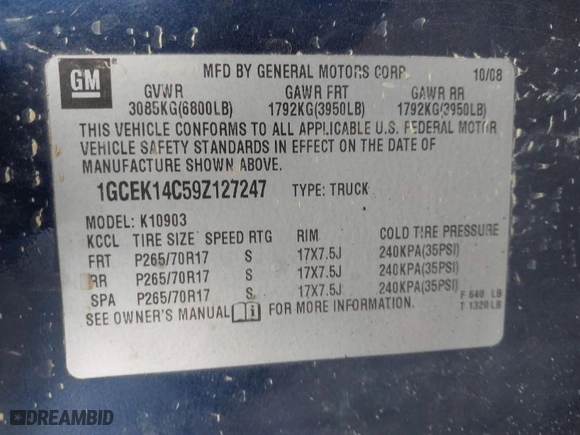 GM
MFD BY GENERAL MOTORS CORP 10/08
GVWR GAWR FRT GAWR RR
3085KG(6800LB) 1792KG(3950LB) 1792KG(3950LB)
THIS VEHICLE CONFORMS TO ALL APPLICABLE U.S. FEDERAL MOTOR
VEHICLE SAFETY STANDARDS IN EFFECT ON THE DATE OF
MANUFACTURE SHOWN ABOVE.
1GCEK14C59Z127247 TYPE: TRUCK
MODEL: K10903
KCCL TIRE SIZE SPEED RTG RIM COLD TIRE PRESSURE
FRT P265/70R17 S 17X7.5J 240KPA(35PSI)
RR P265/70R17 S 17X7.5J 240KPA(35PSI)
SPA P265/70R17 S 17X7.5J 240KPA(35PSI)
F 640 LB
SEE OWNER'S MANUAL FOR MORE INFORMATION. T 1320 LB
DREAMBID